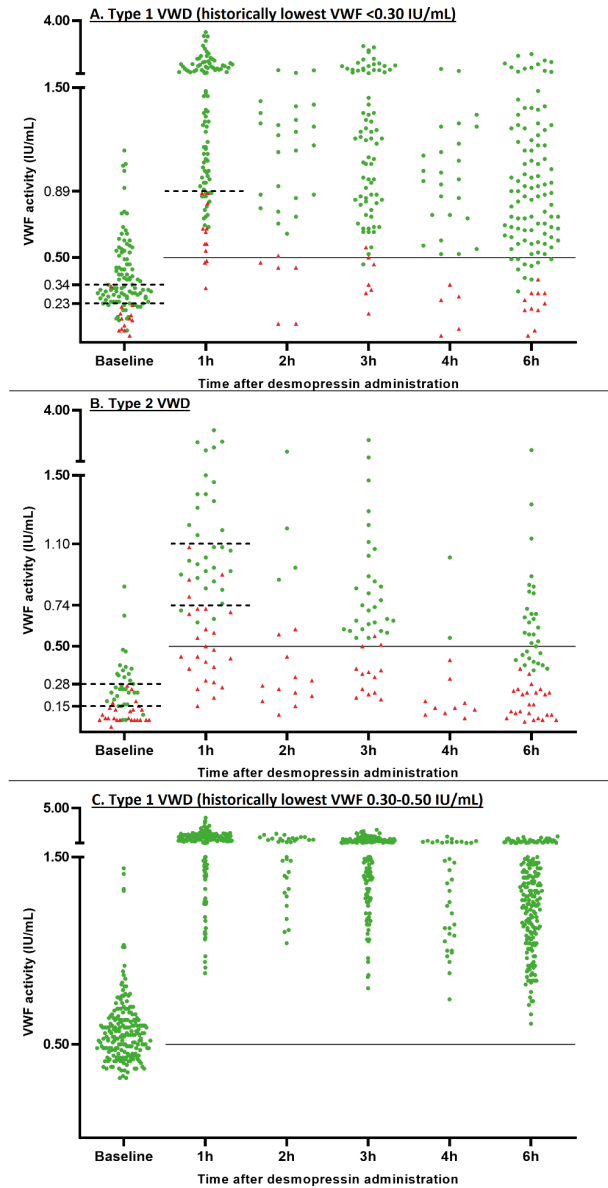 A. Type 1 VWD (historically lowest VWF <0.30 IU/mL)
4.00
1.50
0.89
0.50
0.34
0.23
VWF activity (IU/mL)
Baseline 1h 2h 3h 4h 6h
Time after desmopressin administration
B. Type 2 VWD
4.00
1.50
1.10
0.74
0.50
0.28
0.15
VWF activity (IU/mL)
Baseline 1h 2h 3h 4h 6h
Time after desmopressin administration
C. Type 1 VWD (historically lowest VWF 0.30-0.50 IU/mL)
5.00
1.50
0.50
VWF activity (IU/mL)
Baseline 1h 2h 3h 4h 6h
Time after desmopressin administration